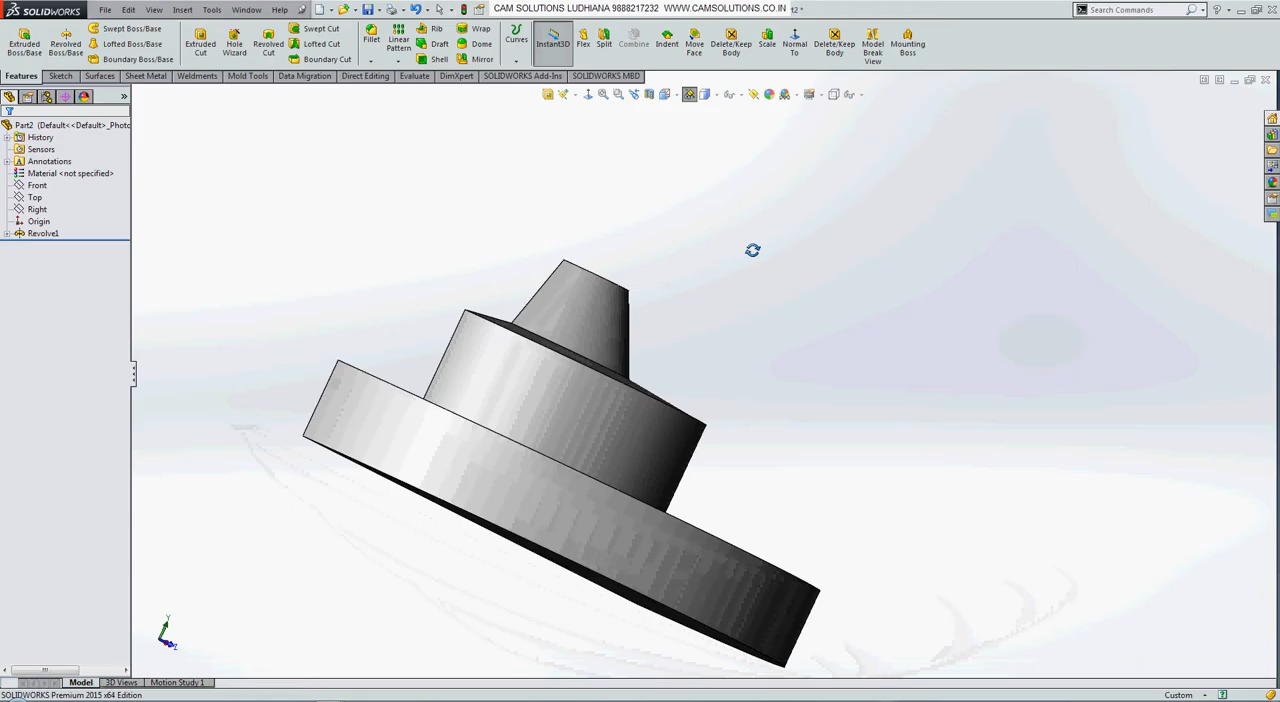 SOLIDWORKS File Edit View Insert Tools Window Help CAM SOLUTIONS LUDHIANA 9888217232 WWW.CAMSOLUTIONS.CO.IN t2 * Search Commands
Extruded Boss/Base
Revolved Boss/Base
Swept Boss/Base
Lofted Boss/Base
Boundary Boss/Base
Extruded Cut
Hole Wizard
Revolved Cut
Swept Cut
Lofted Cut
Boundary Cut
Fillet
Linear Pattern
Rib
Draft
Shell
Wrap
Dome
Mirror
Curves
Instant3D
Flex
Split
Combine
Indent
Move Face
Delete/Keep Body
Scale
Normal To
Delete/Keep Body
Model Break View
Mounting Boss
Features Sketch Surfaces Sheet Metal Weldments Mold Tools Data Migration Direct Editing Evaluate DimXpert SOLIDWORKS Add-Ins SOLIDWORKS MBD
Part2 (Default<<Default>_Photo
History
Sensors
Annotations
Material <not specified>
Front
Top
Right
Origin
Revolve1
Y
Z
Model 3D Views Motion Study 1
SOLIDWORKS Premium 2015 x64 Edition Custom